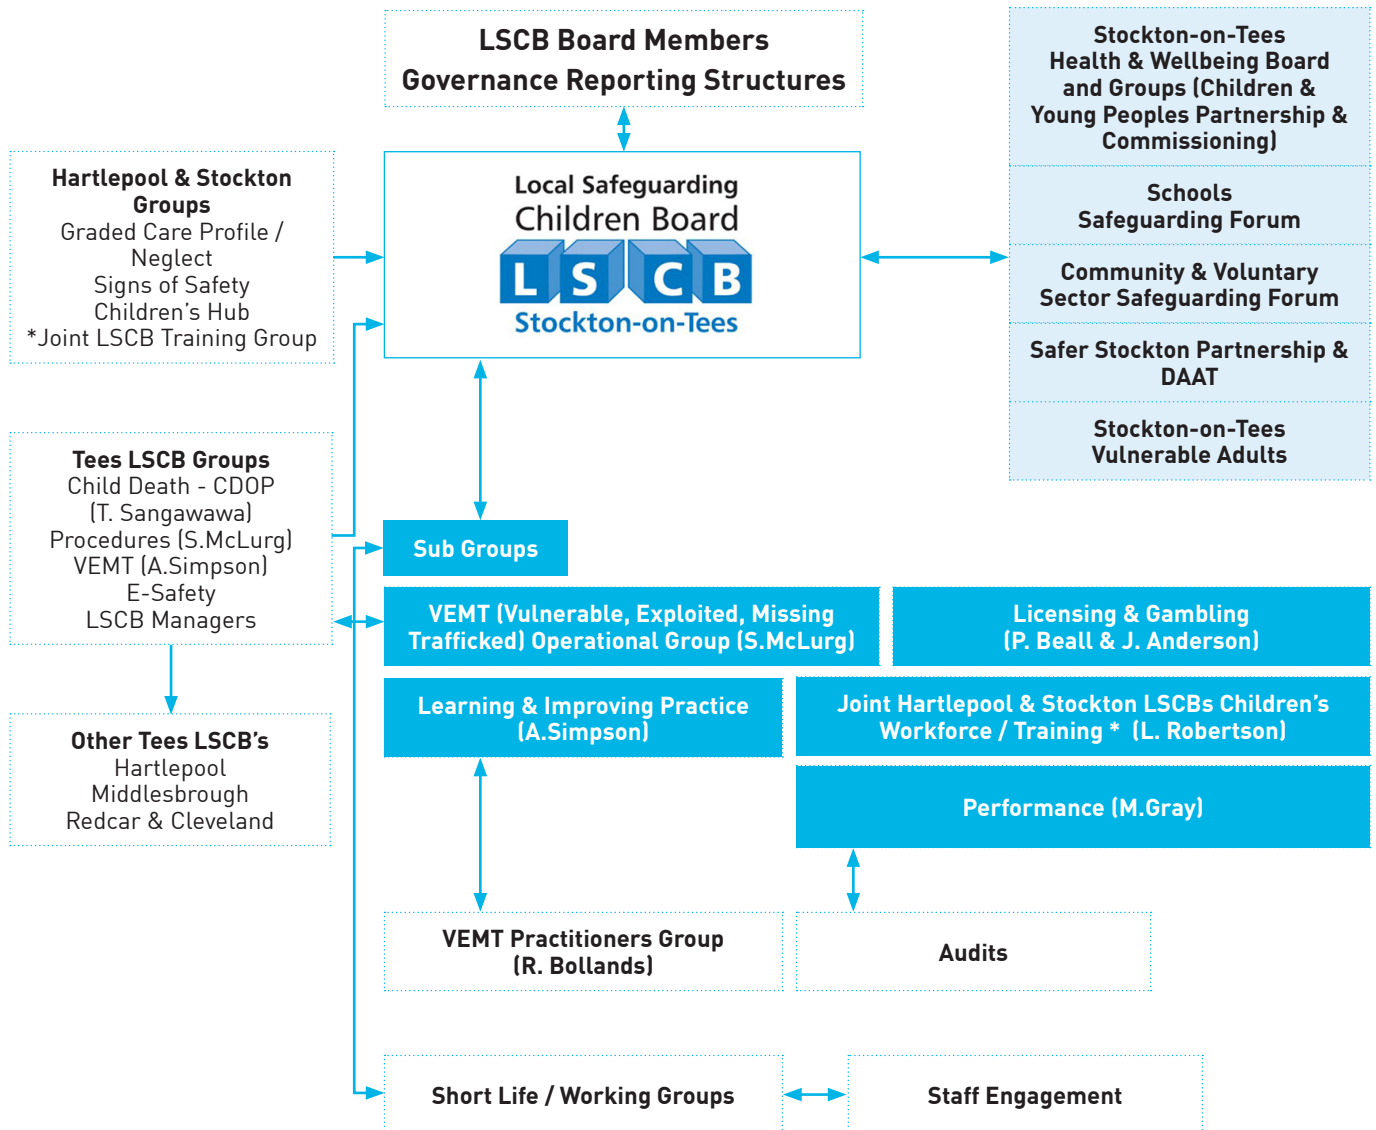 LSCB Board Members
Governance Reporting Structures
Stockton-on-Tees
Health & Wellbeing Board
and Groups (Children &
Young Peoples Partnership &
Commissioning)
Schools
Safeguarding Forum
Community & Voluntary
Sector Safeguarding Forum
Safer Stockton Partnership &
DAAT
Stockton-on-Tees
Vulnerable Adults
Hartlepool & Stockton
Groups
Graded Care Profile /
Neglect
Signs of Safety
Children's Hub
*Joint LSCB Training Group
Local Safeguarding
Children Board
L S C B
Stockton-on-Tees
Tees LSCB Groups
Child Death - CDOP
(T. Sangawawa)
Procedures (S.McLurg)
VEMT (A.Simpson)
E-Safety
LSCB Managers
Other Tees LSCB's
Hartlepool
Middlesbrough
Redcar & Cleveland
Sub Groups
VEMT (Vulnerable, Exploited, Missing
Trafficked) Operational Group (S.McLurg)
Licensing & Gambling
(P. Beall & J. Anderson)
Learning & Improving Practice
(A.Simpson)
Joint Hartlepool & Stockton LSCBs Children's
Workforce / Training * (L. Robertson)
Performance (M.Gray)
VEMT Practitioners Group
(R. Bollands)
Audits
Short Life / Working Groups
Staff Engagement